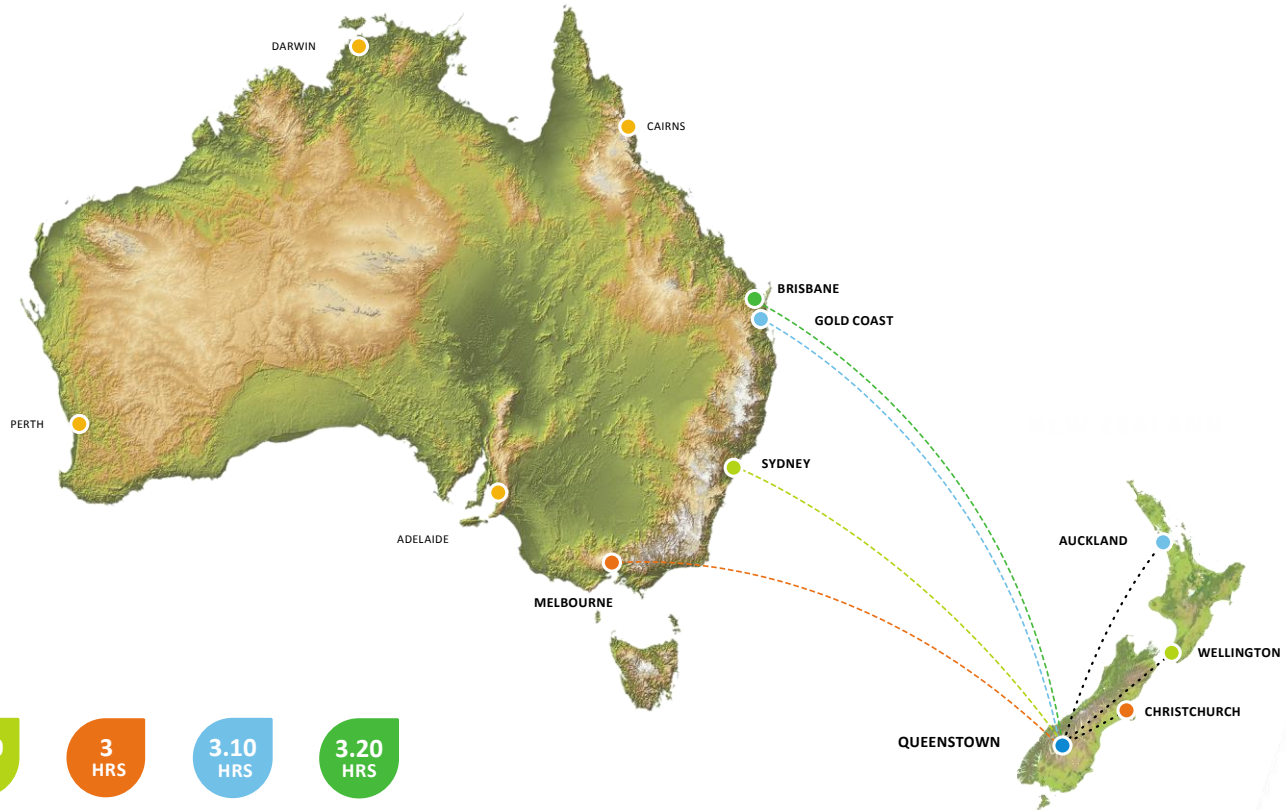 DARWIN
CAIRNS
BRISBANE
GOLD COAST
PERTH
SYDNEY
ADELAIDE
AUCKLAND
MELBOURNE
WELLINGTON
CHRISTCHURCH
QUEENSTOWN
3
HRS
3.10
HRS
3.20
HRS